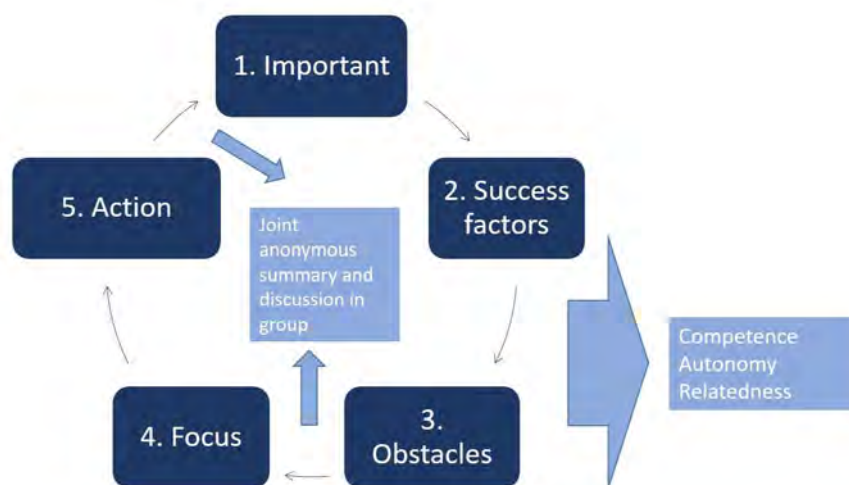 1. Important
2. Success
factors
3.
Obstacles
4. Focus
5. Action
Joint
anonymous
summary and
discussion in
group
Competence
Autonomy
Relatedness